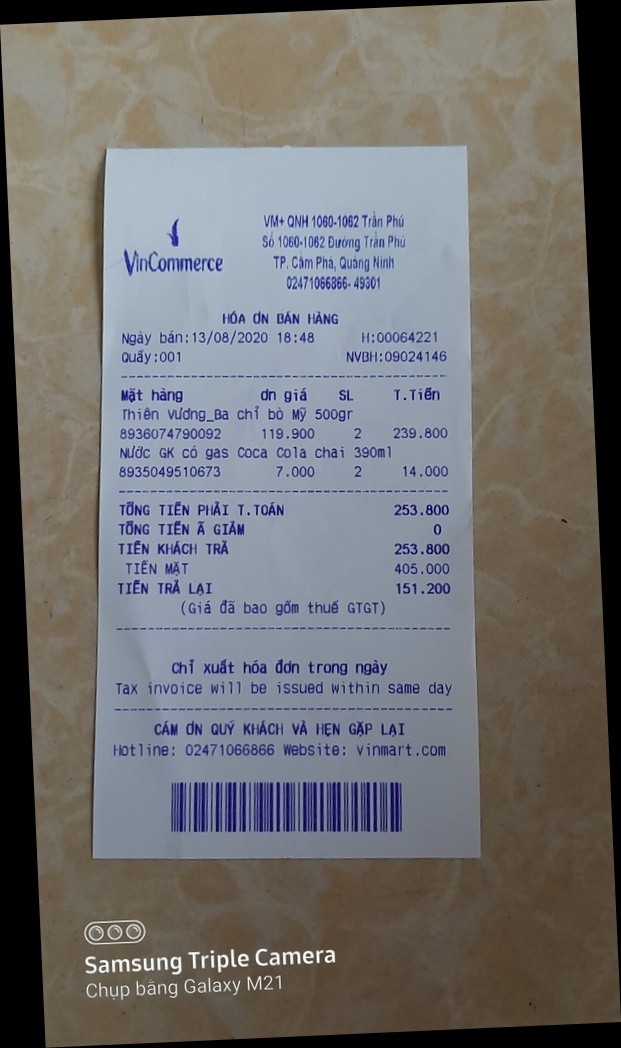 VinCommerce
VM+ QNH 1060-1062 Trần Phú
Số 1060-1062 Đường Trần Phú
TP. Cẩm Phả, Quảng Ninh
02471066866- 49301
HÓA ƠN BÁN HÀNG
Ngày bán:13/08/2020 18:48 H:00064221
Quầy:001 NVBH:09024146
Mặt hàng ơn giá SL T.Tiền
Thiên Vương_Ba chỉ bò Mỹ 500gr
8936074790092 119.900 2 239.800
Nước GK có gas Coca Cola chai 390ml
8935049510673 7.000 2 14.000
TỔNG TIỀN PHẢI T.TOÁN 253.800
TỔNG TIỀN Ã GIẢM 0
TIỀN KHÁCH TRẢ 253.800
TIỀN MẶT 405.000
TIỀN TRẢ LẠI 151.200
(Giá đã bao gồm thuế GTGT)
Chỉ xuất hóa đơn trong ngày
Tax invoice will be issued within same day
CẢM ƠN QUÝ KHÁCH VÀ HẸN GẶP LẠI
Hotline: 02471066866 Website: vinmart.com
Samsung Triple Camera
Chụp bằng Galaxy M21